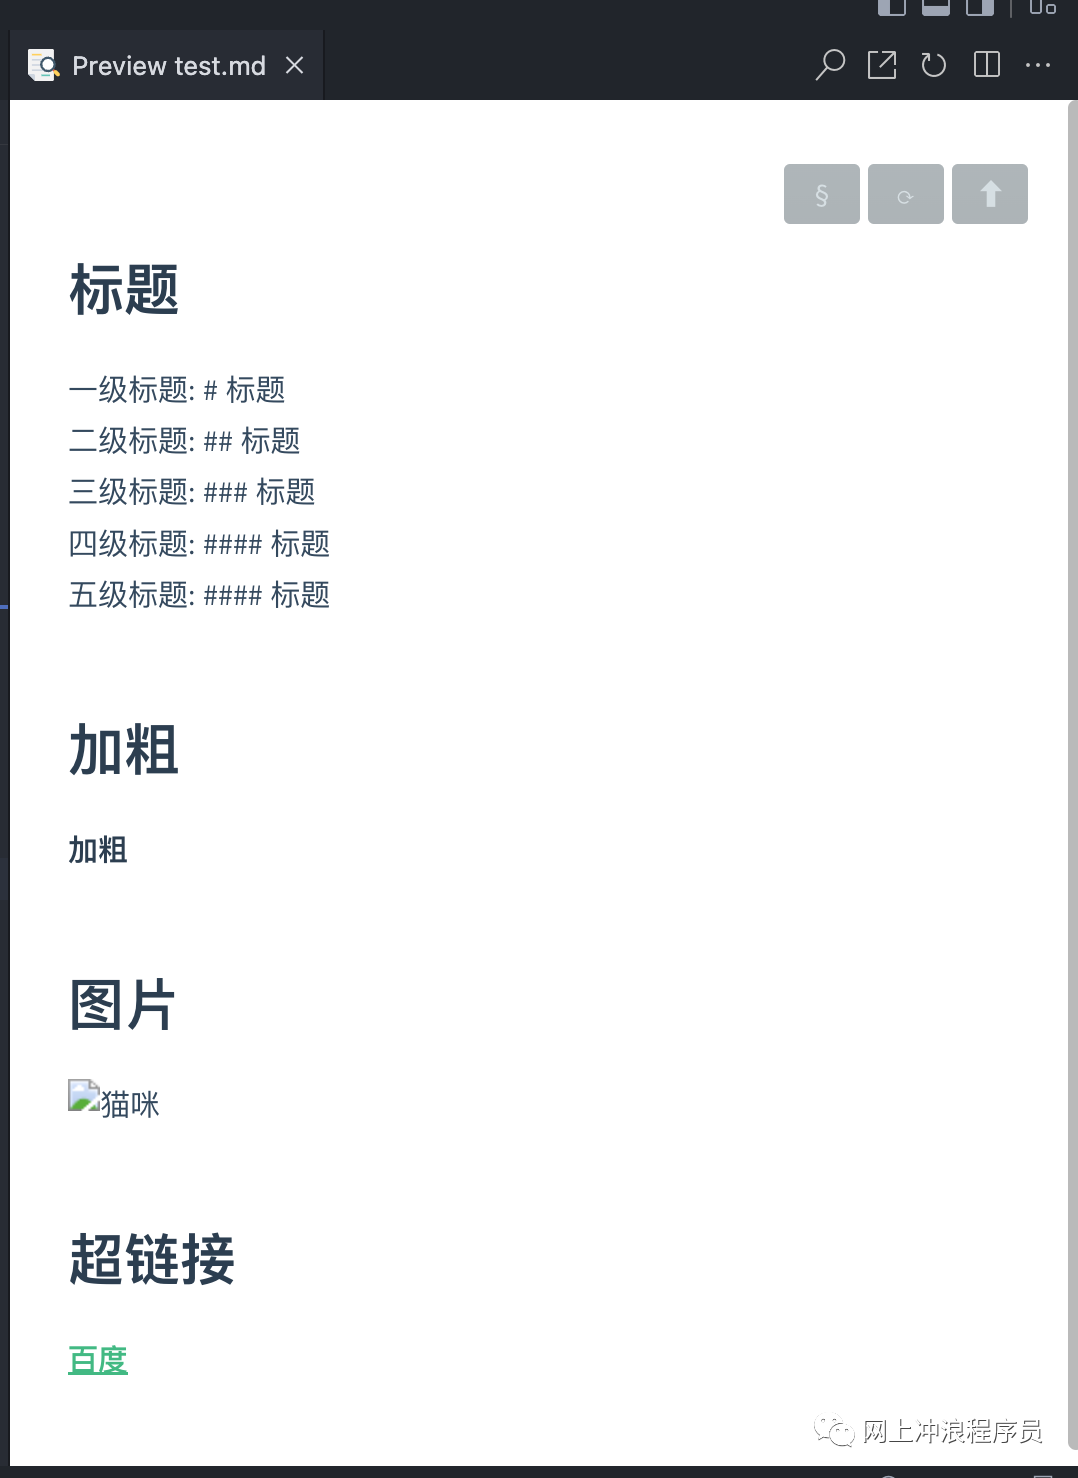 Preview test.md
§
标题
一级标题: # 标题
二级标题: ## 标题
三级标题: ### 标题
四级标题: #### 标题
五级标题: #### 标题
加粗
加粗
图片
猫咪
超链接
百度
网上冲浪程序员